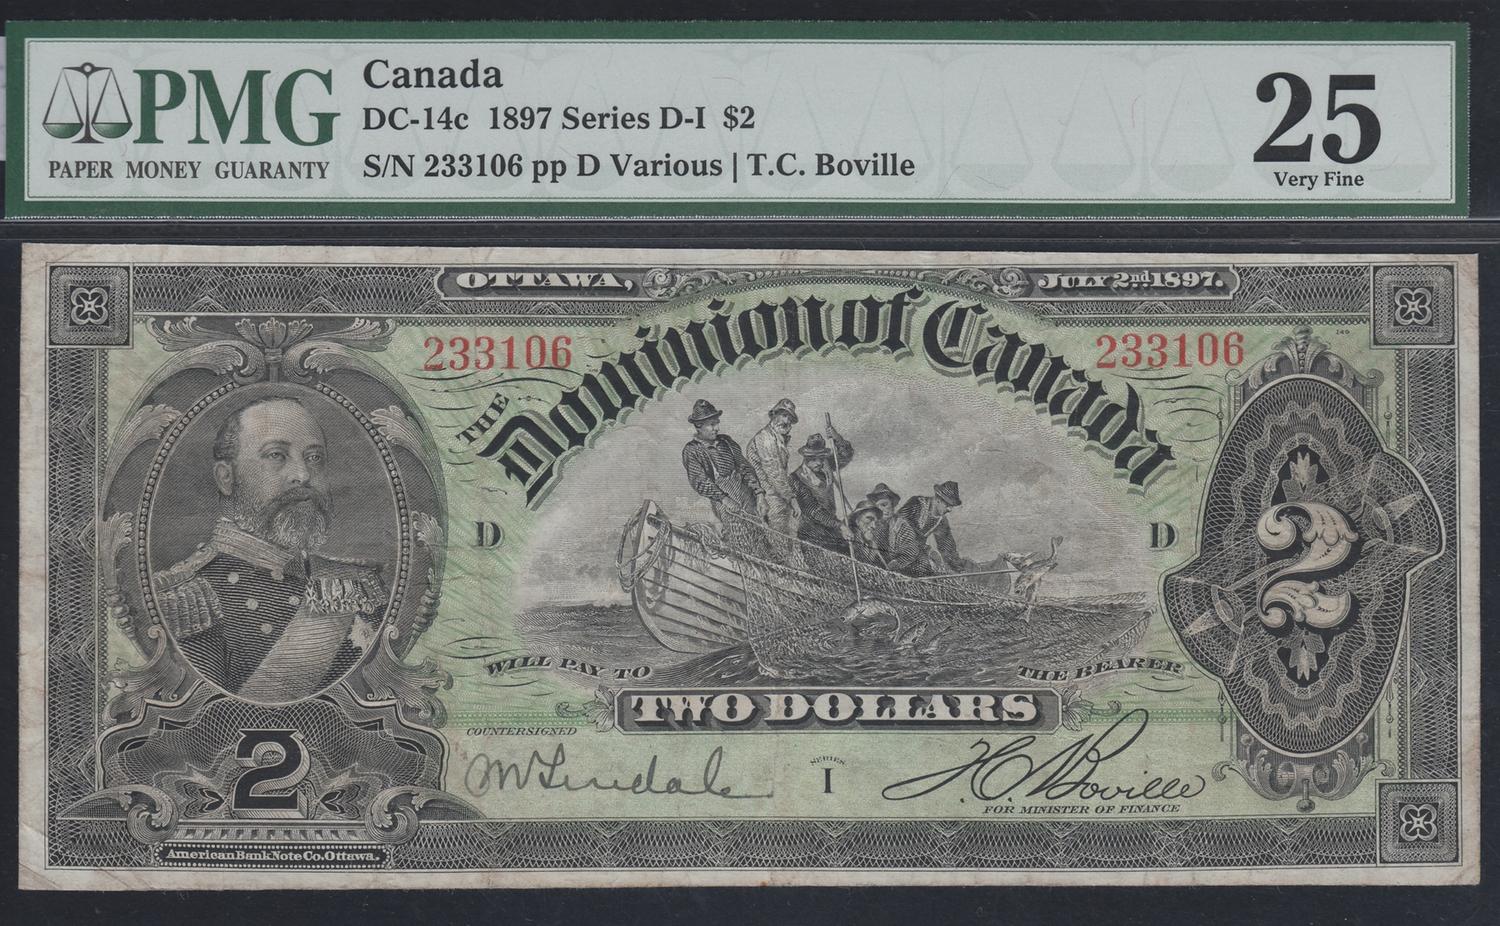 PMG
PAPER MONEY GUARANTY
Canada
DC-14c 1897 Series D-I $2
S/N 233106 pp D Various | T.C. Boville
25
Very Fine
OTTAWA, JULY 2nd 1897.
233106 233106
THE Dominion of Canada
D D
2
WILL PAY TO THE BEARER
TWO DOLLARS
COUNTERSIGNED
SERIES
I
T.C. Boville
FOR MINISTER OF FINANCE
2
American Bank Note Co. Ottawa.